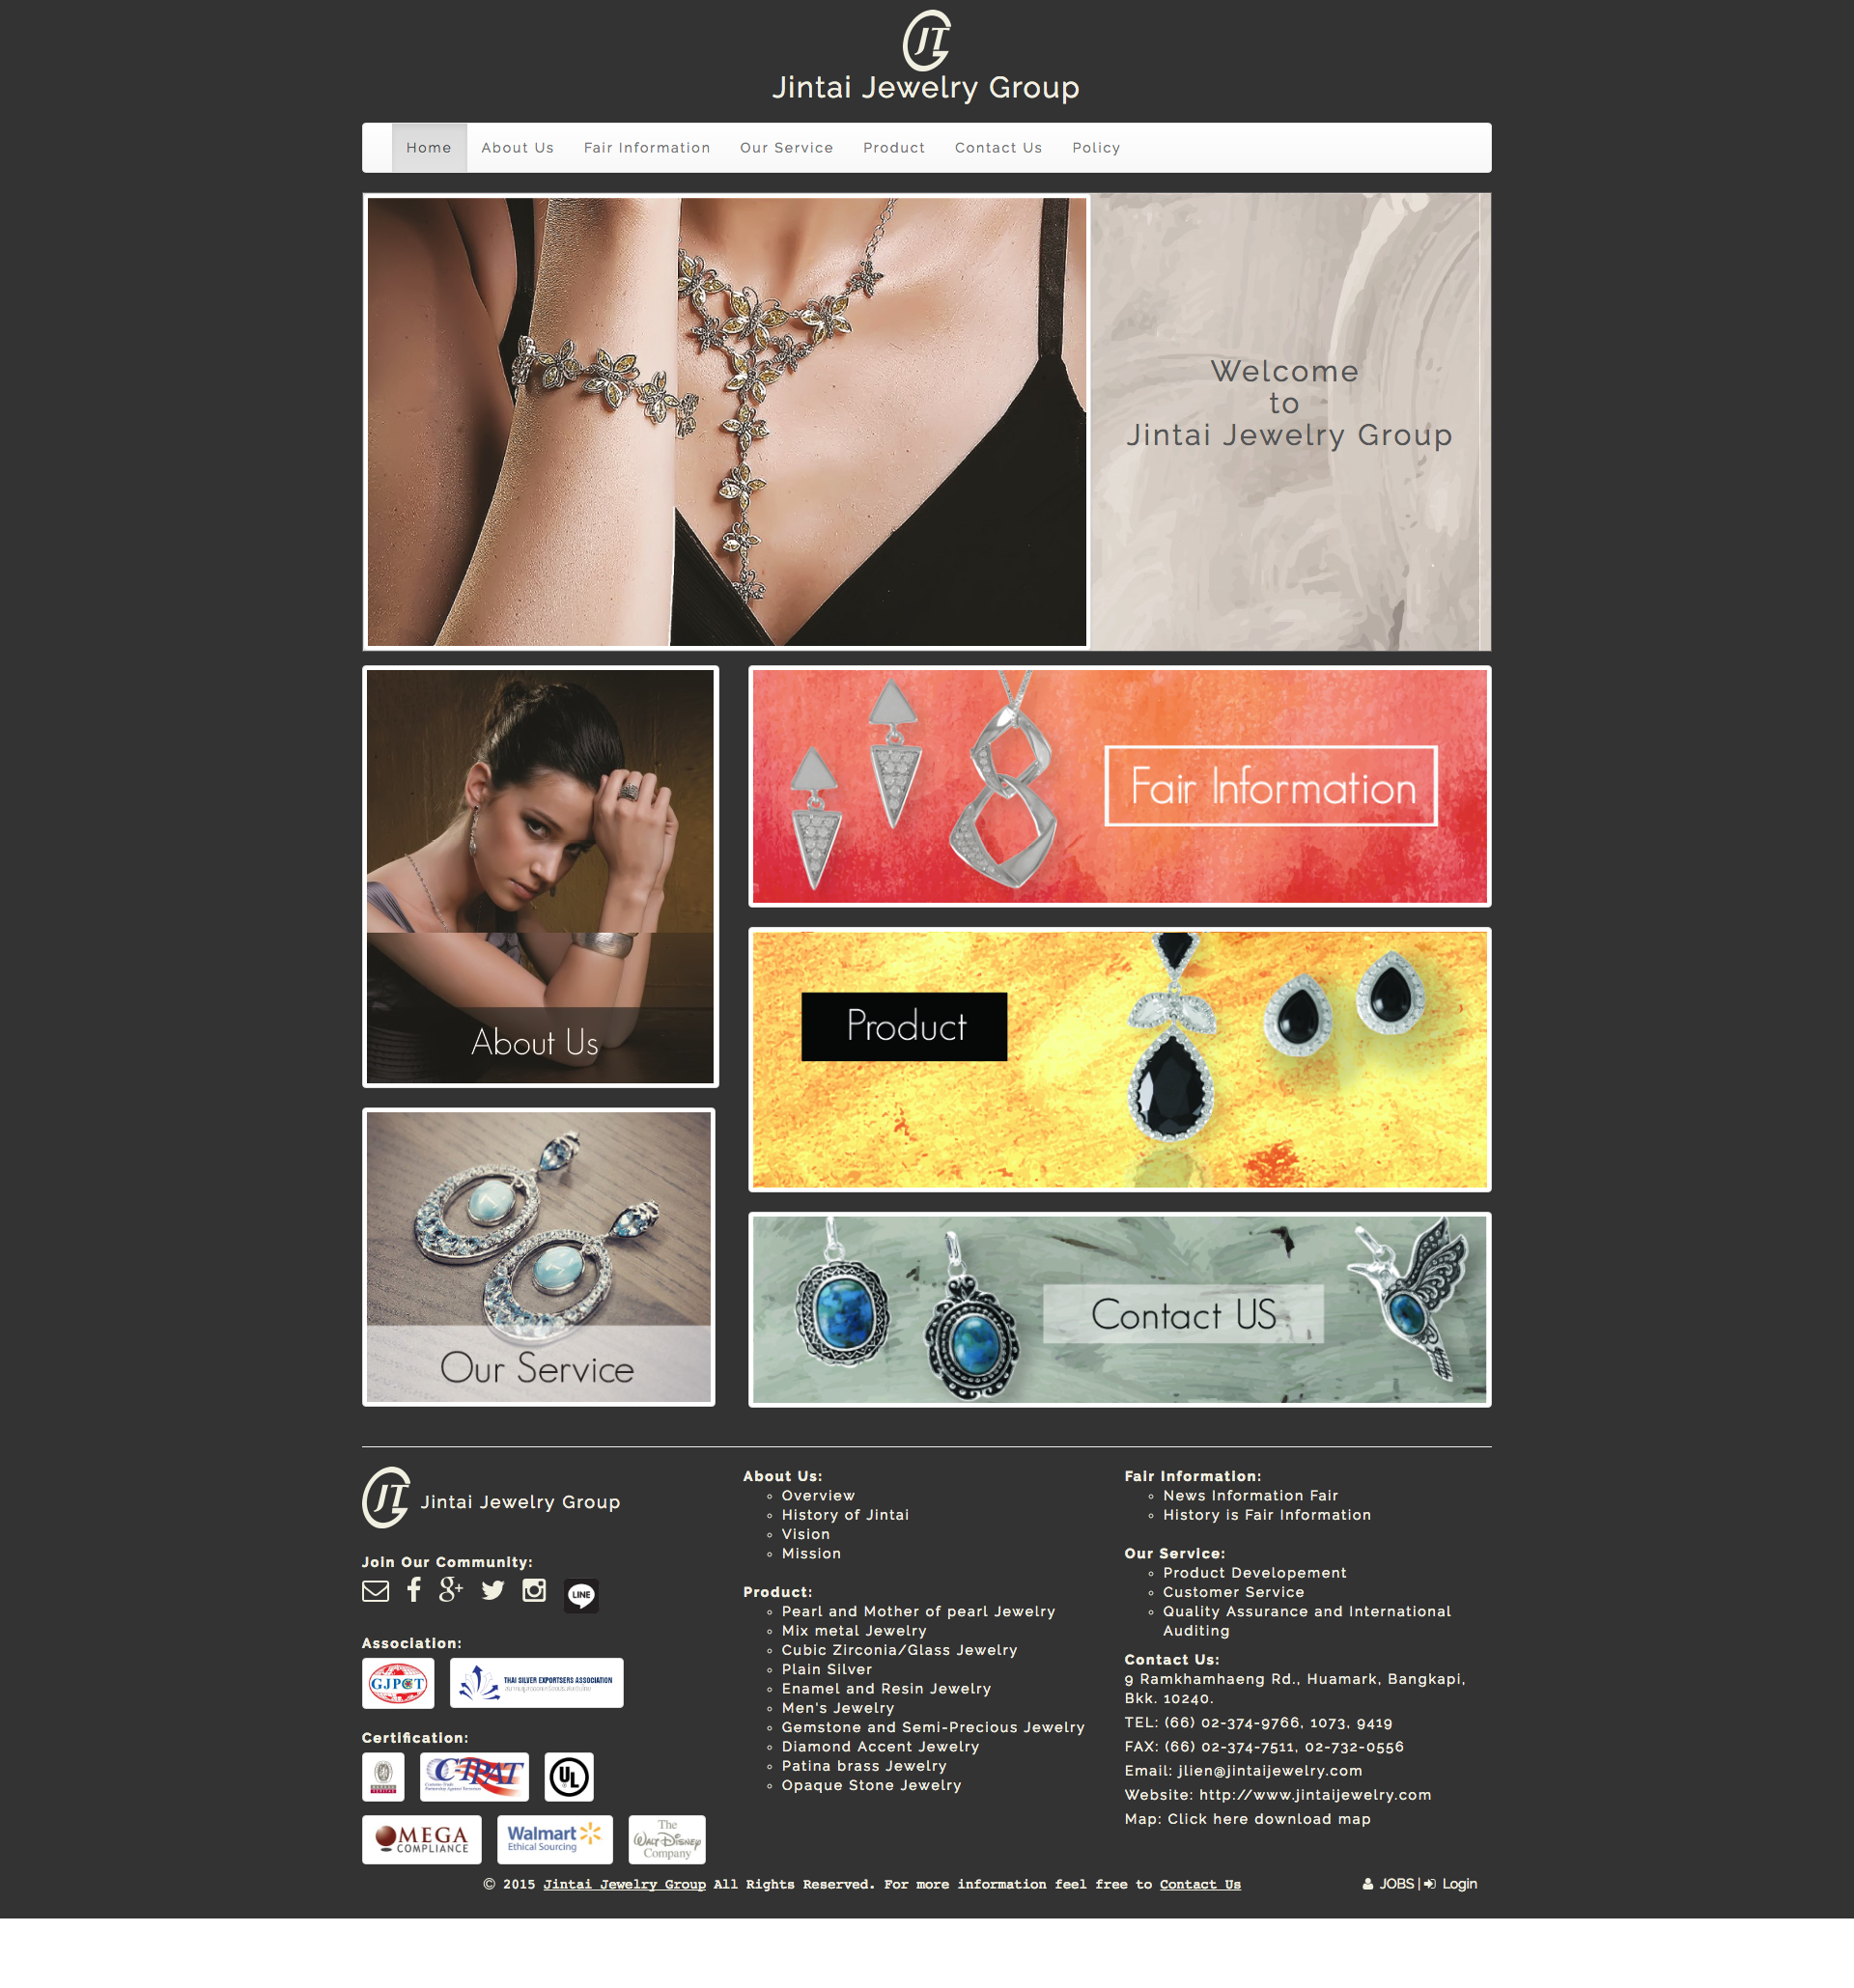 JT
Jintai Jewelry Group
Home About Us Fair Information Our Service Product Contact Us Policy
Welcome
to
Jintai Jewelry Group
About Us
Fair Information
Product
Our Service
Contact US
JT Jintai Jewelry Group
Join Our Community:
LINE
Association:
GJPCT
THAI SILVER EXPORTSERS ASSOCIATION
Certification:
C-TPAT
UL
OMEGA
COMPLIANCE
Walmart
Ethical Sourcing
The
Walt Disney
Company
About Us:
Overview
History of Jintai
Vision
Mission
Product:
Pearl and Mother of pearl Jewelry
Mix metal Jewelry
Cubic Zirconia/Glass Jewelry
Plain Silver
Enamel and Resin Jewelry
Men's Jewelry
Gemstone and Semi-Precious Jewelry
Diamond Accent Jewelry
Patina brass Jewelry
Opaque Stone Jewelry
Fair Information:
News Information Fair
History is Fair Information
Our Service:
Product Developement
Customer Service
Quality Assurance and International
Auditing
Contact Us:
9 Ramkhamhaeng Rd., Huamark, Bangkapi,
Bkk. 10240.
TEL: (66) 02-374-9766, 1073, 9419
FAX: (66) 02-374-7511, 02-732-0556
Email: jlien@jintaijewelry.com
Website: http://www.jintaijewelry.com
Map: Click here download map
© 2015 Jintai Jewelry Group All Rights Reserved. For more information feel free to Contact Us
JOBS | Login